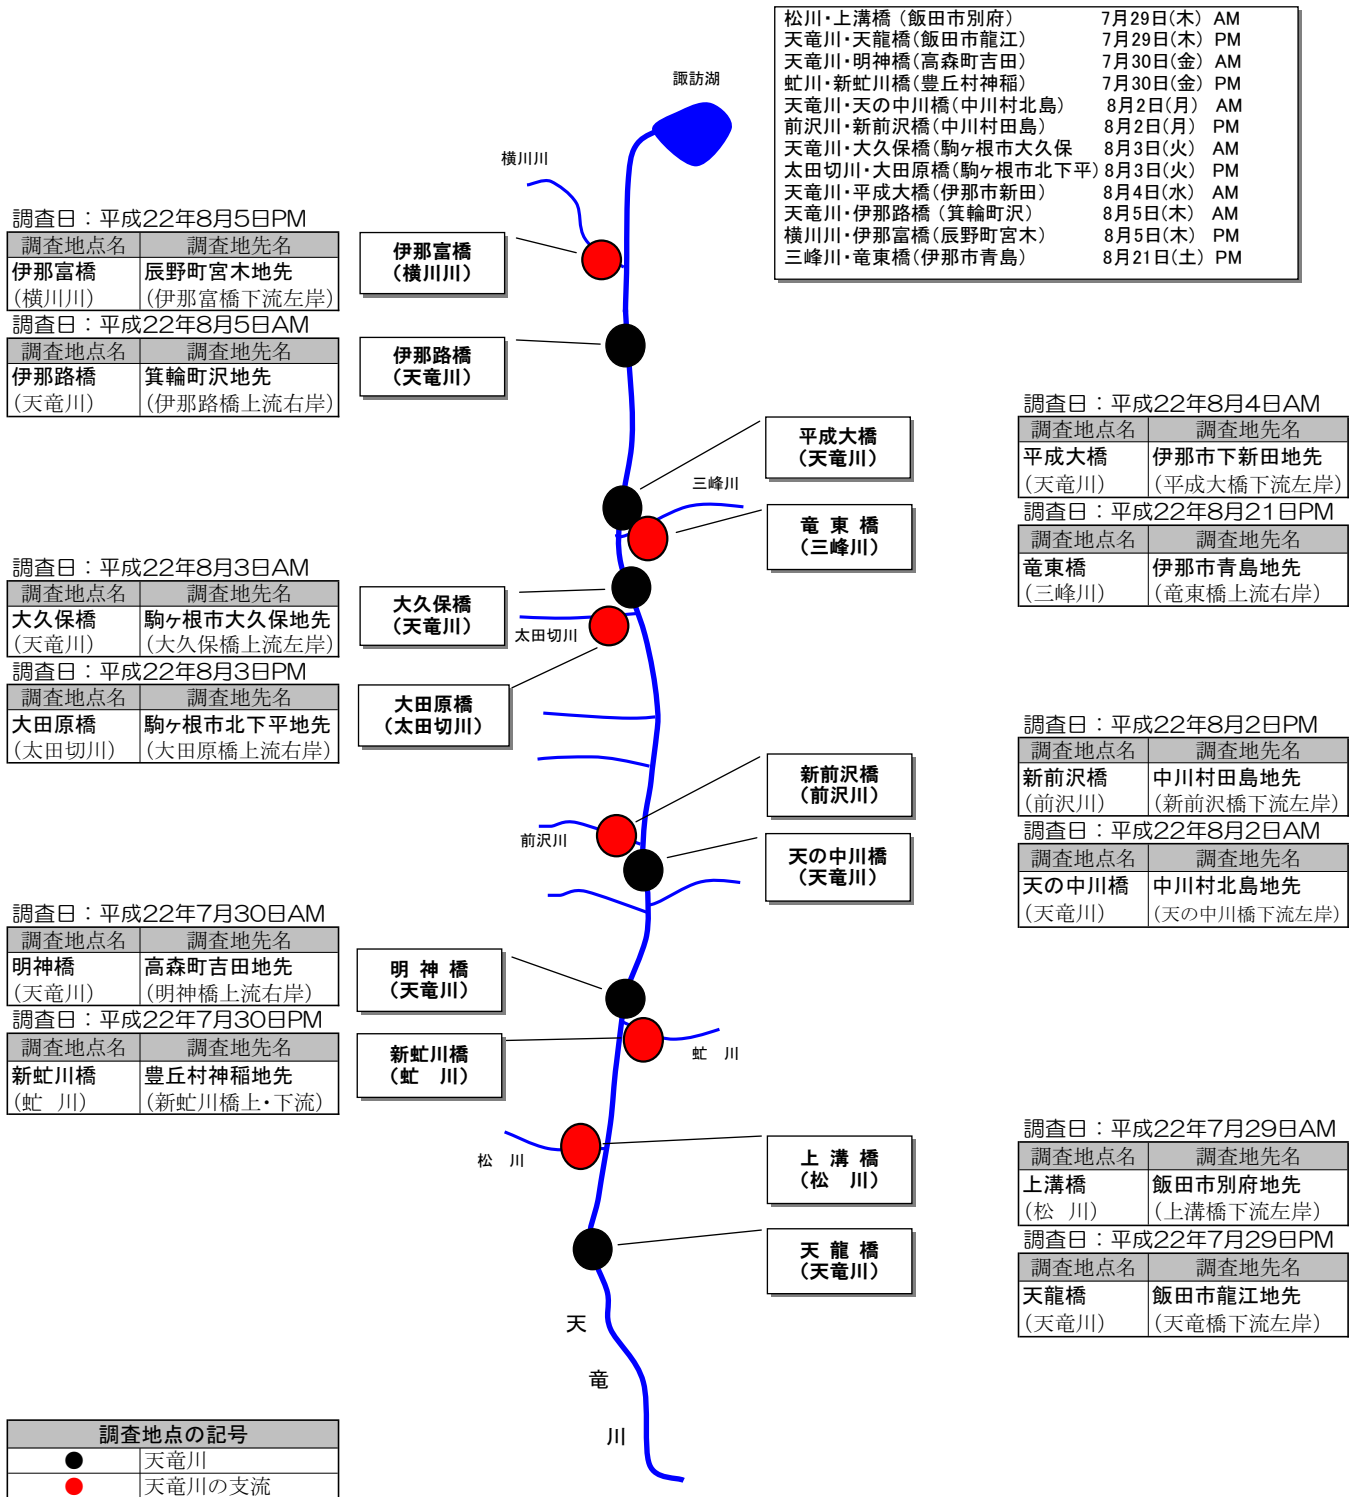 松川・上溝橋（飯田市別府） 7月29日(木) AM
天竜川・天龍橋(飯田市龍江） 7月29日(木) PM
天竜川・明神橋(高森町吉田） 7月30日(金) AM
虻川・新虻川橋(豊丘村神稲） 7月30日(金) PM
天竜川・天の中川橋(中川村北島） 8月2日(月) AM
前沢川・新前沢橋(中川村田島） 8月2日(月) PM
天竜川・大久保橋(駒ヶ根市大久保 8月3日(火) AM
太田切川・大田原橋(駒ヶ根市北下平) 8月3日(火) PM
天竜川・平成大橋(伊那市新田） 8月4日(水) AM
天竜川・伊那路橋（箕輪町沢） 8月5日(木) AM
横川川・伊那富橋(辰野町宮木） 8月5日(木) PM
三峰川・竜東橋(伊那市青島） 8月21日(土) PM
諏訪湖
横川川
調査日：平成22年8月5日PM
調査地点名 調査地先名
伊那富橋 辰野町宮木地先
（横川川） （伊那富橋下流左岸）
伊那富橋
（横川川）
調査日：平成22年8月5日AM
調査地点名 調査地先名
伊那路橋 箕輪町沢地先
（天竜川） （伊那路橋上流右岸）
伊那路橋
（天竜川）
調査日：平成22年8月4日AM
調査地点名 調査地先名
平成大橋 伊那市下新田地先
（天竜川） （平成大橋下流左岸）
平成大橋
（天竜川）
三峰川
調査日：平成22年8月21日PM
調査地点名 調査地先名
竜東橋 伊那市青島地先
（三峰川） （竜東橋上流右岸）
竜 東 橋
（三峰川）
調査日：平成22年8月3日AM
調査地点名 調査地先名
大久保橋 駒ヶ根市大久保地先
（天竜川） （大久保橋上流左岸）
大久保橋
（天竜川）
太田切川
調査日：平成22年8月3日PM
調査地点名 調査地先名
大田原橋 駒ヶ根市北下平地先
（太田切川） （大田原橋上流右岸）
大田原橋
（太田切川）
調査日：平成22年8月2日PM
調査地点名 調査地先名
新前沢橋 中川村田島地先
（前沢川） （新前沢橋下流左岸）
新前沢橋
（前沢川）
前沢川
調査日：平成22年8月2日AM
調査地点名 調査地先名
天の中川橋 中川村北島地先
（天竜川） （天の中川橋下流左岸）
天の中川橋
（天竜川）
調査日：平成22年7月30日AM
調査地点名 調査地先名
明神橋 高森町吉田地先
（天竜川） （明神橋上流右岸）
明 神 橋
（天竜川）
調査日：平成22年7月30日PM
調査地点名 調査地先名
新虻川橋 豊丘村神稲地先
（虻 川） （新虻川橋上・下流）
新虻川橋
（虻 川）
虻 川
松 川
調査日：平成22年7月29日AM
調査地点名 調査地先名
上溝橋 飯田市別府地先
（松 川） （上溝橋下流左岸）
上 溝 橋
（松 川）
調査日：平成22年7月29日PM
調査地点名 調査地先名
天龍橋 飯田市龍江地先
（天竜川） （天竜橋下流左岸）
天 龍 橋
（天竜川）
天
竜
川
調査地点の記号
● 天竜川
● 天竜川の支流